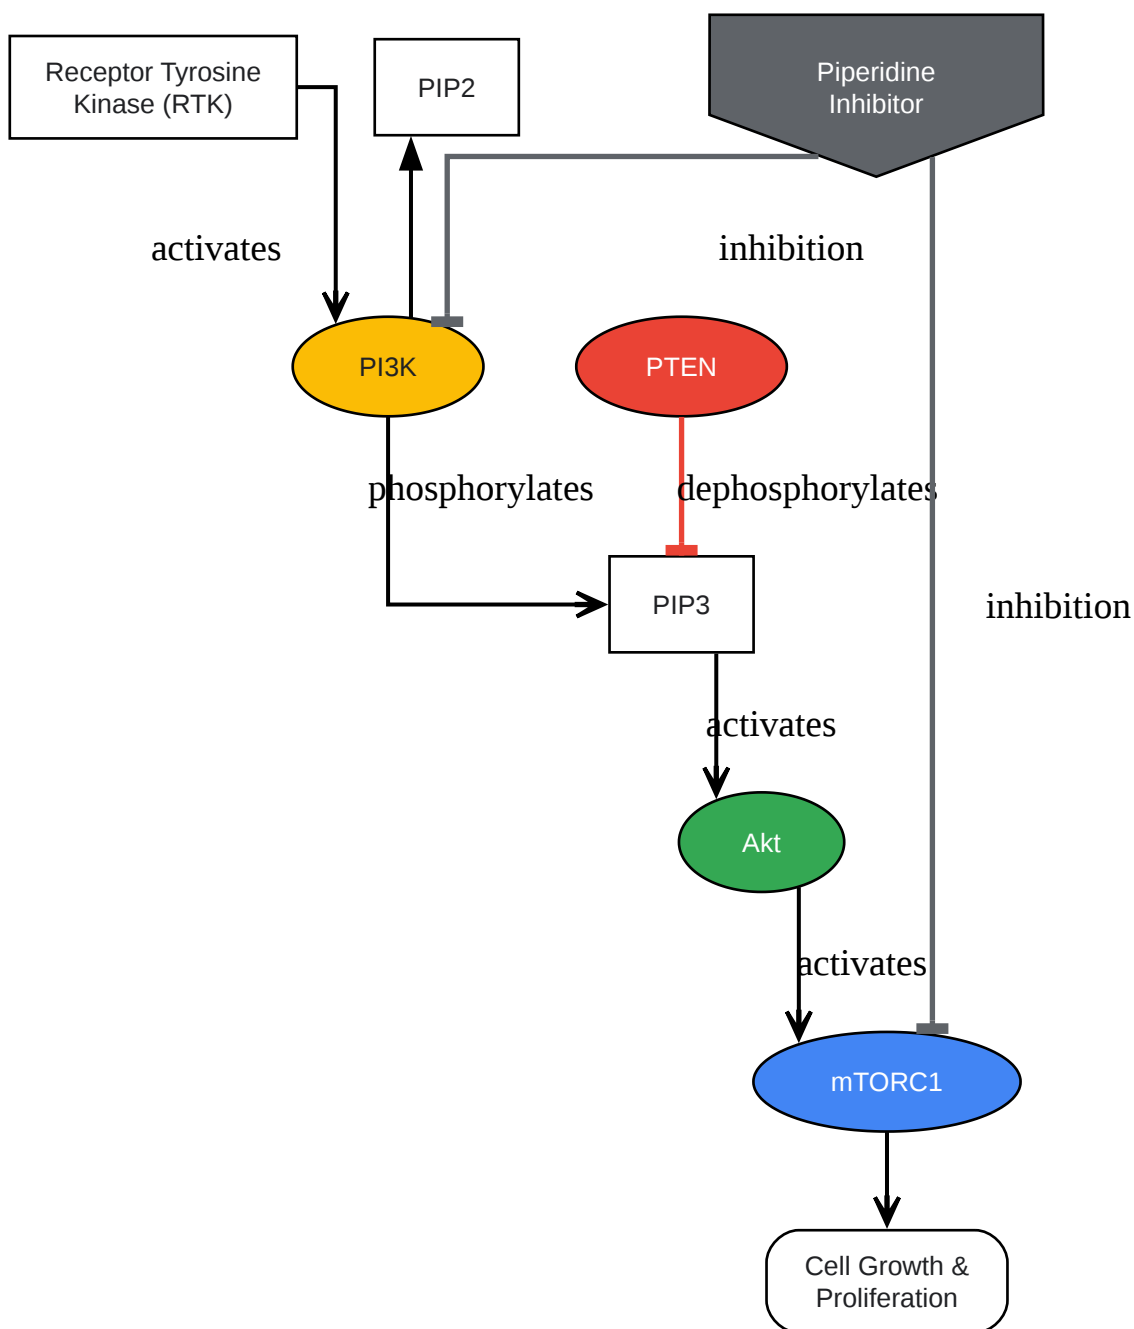 Receptor Tyrosine
Kinase (RTK)
PIP2
Piperidine
Inhibitor
activates
inhibition
PI3K
PTEN
phosphorylates
dephosphorylates
PIP3
inhibition
activates
Akt
activates
mTORC1
Cell Growth &
Proliferation